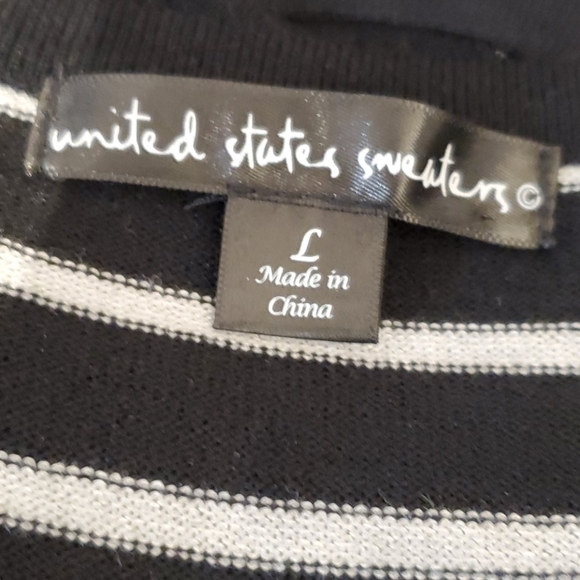 united states sweaters©
L
Made in
China